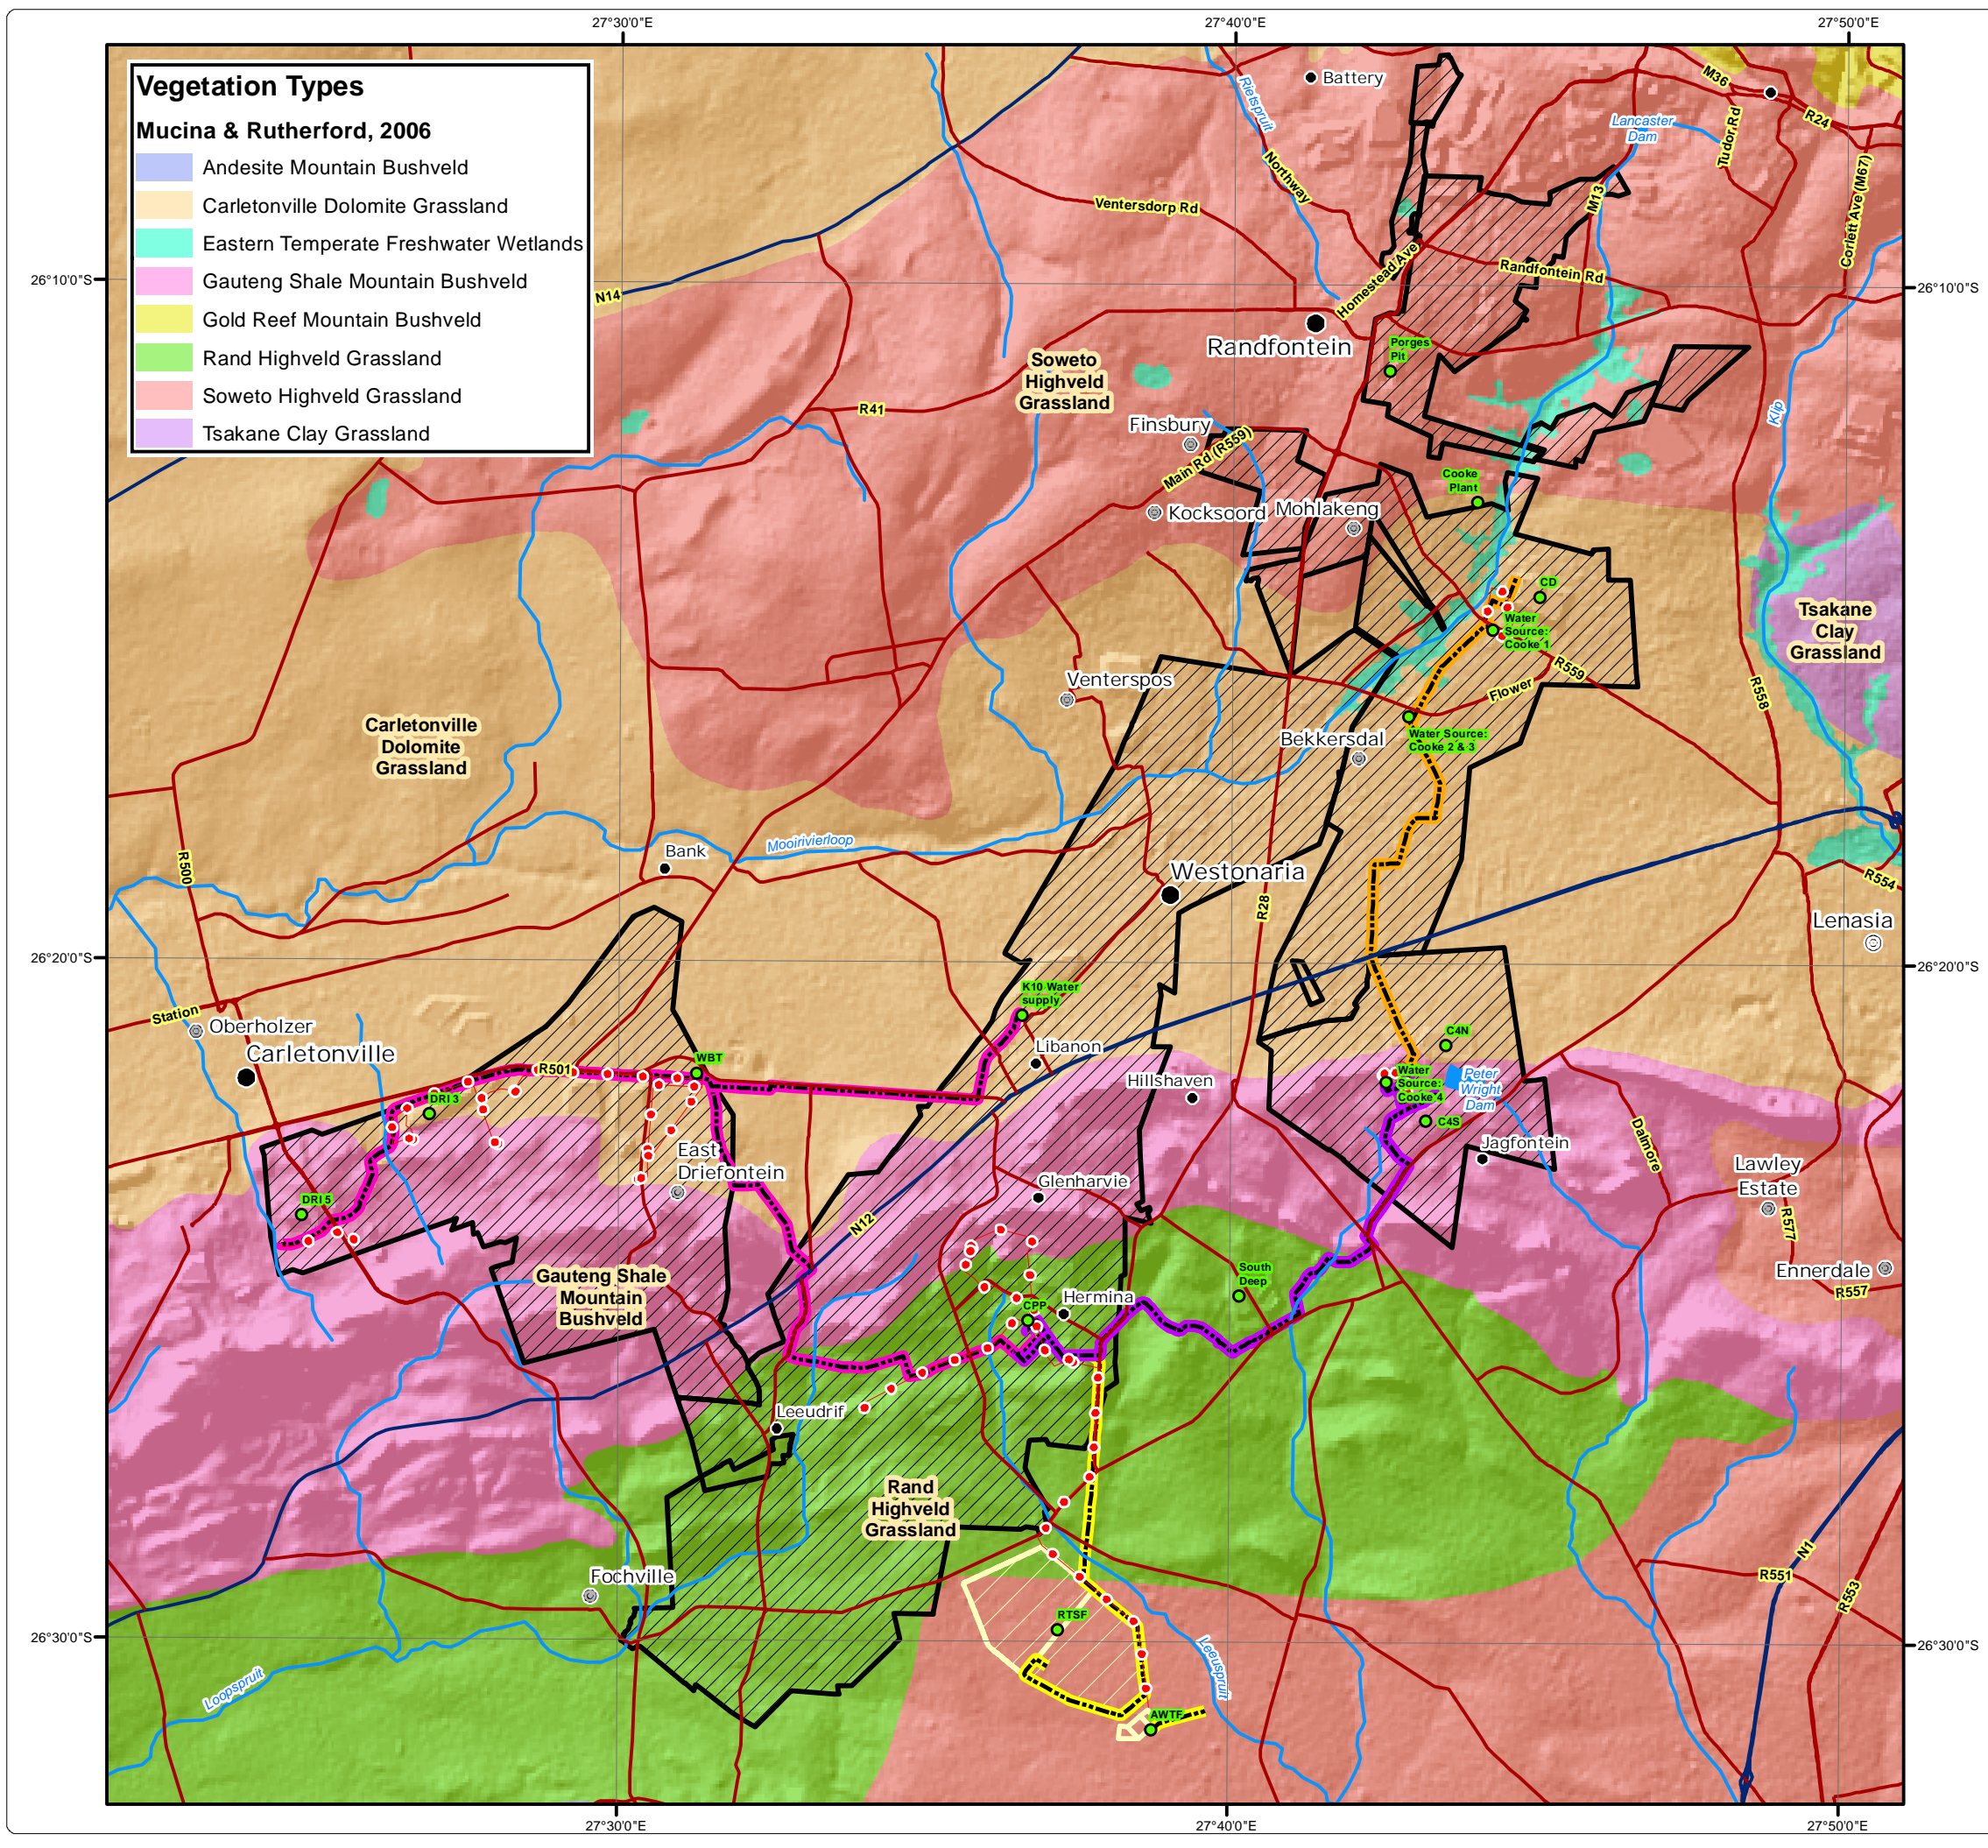 27°30'0"E
27°40'0"E
27°50'0"E
Vegetation Types
Mucina & Rutherford, 2006
Andesite Mountain Bushveld
Carletonville Dolomite Grassland
Eastern Temperate Freshwater Wetlands
Gauteng Shale Mountain Bushveld
Gold Reef Mountain Bushveld
Rand Highveld Grassland
Soweto Highveld Grassland
Tsakane Clay Grassland
Battery
M36
R24
Rietspruit
Lancaster
Dam
Tudor Rd
Northway
Corlett Ave (M67)
M13
Ventersdorp Rd
26°10'0"S
26°10'0"S
N14
Homestead Ave
Randfontein Rd
Randfontein
Porges
Pit
Soweto
Highveld
Grassland
R41
Klip
Finsbury
Main Rd (R559)
Cooke
Plant
Kocksoord
Mohlakeng
CD
Water
Source:
Cooke 1
Tsakane
Clay
Grassland
R559
Flower
R558
Venterspos
Carletonville
Dolomite
Grassland
Bekkersdal
Water Source:
Cooke 2 & 3
Mooirivierloop
Bank
R500
Westonaria
R28
R554
Lenasia
26°20'0"S
26°20'0"S
K10 Water
supply
Station
Oberholzer
Carletonville
R501
WBT
Libanon
C4N
Hillshaven
Water
Source:
Cooke 4
Peter
Wright
Dam
DRI 3
C4S
Jagfontein
Dalmore
East
Driefontein
Glenharvie
Lawley
Estate
DRI 5
N12
R577
Gauteng Shale
Mountain
Bushveld
South
Deep
Ennerdale
R557
Hermina
CPP
Leeudrif
Rand
Highveld
Grassland
N1
R551
R553
Fochville
RTSF
26°30'0"S
26°30'0"S
Loopspruit
Leeuspruit
AWTF
27°30'0"E
27°40'0"E
27°50'0"E